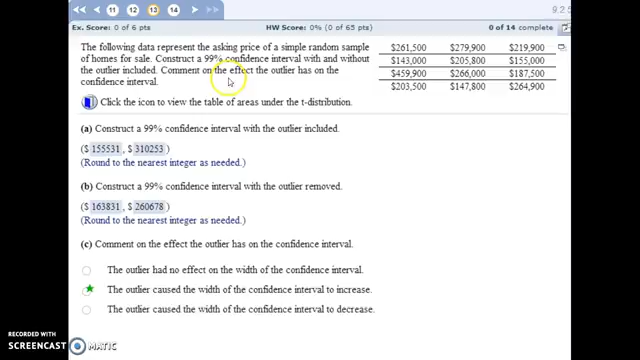 11 12 13 14
9.2.5
Ex. Score: 0 of 6 pts HW Score: 0% (0 of 65 pts) 0 of 14 complete
The following data represent the asking price of a simple random sample
of homes for sale. Construct a 99% confidence interval with and without
the outlier included. Comment on the effect the outlier has on the
confidence interval.
$261,500 $279,900 $219,900
$143,000 $205,800 $155,000
$459,900 $266,000 $187,500
$203,500 $147,800 $264,900
Click the icon to view the table of areas under the t-distribution.
(a) Construct a 99% confidence interval with the outlier included.
($ 155531 , $ 310253)
(Round to the nearest integer as needed.)
(b) Construct a 99% confidence interval with the outlier removed.
($ 163831 , $ 260678)
(Round to the nearest integer as needed.)
(c) Comment on the effect the outlier has on the confidence interval.
The outlier had no effect on the width of the confidence interval.
The outlier caused the width of the confidence interval to increase.
The outlier caused the width of the confidence interval to decrease.
RECORDED WITH
SCREENCAST MATIC